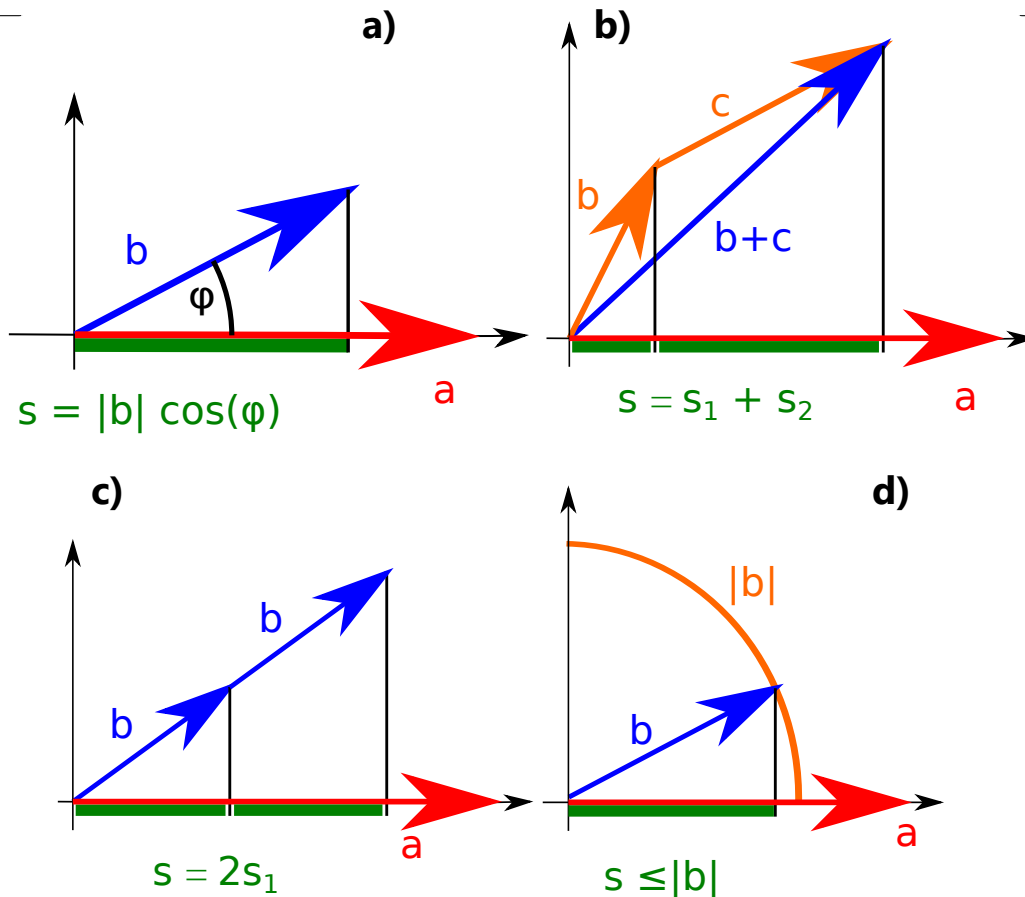 a)
b
φ
a
s = |b| cos(φ)
b)
c
b
b+c
s = s₁ + s₂
a
c)
b
b
a
s = 2s₁
d)
|b|
b
a
s ≤|b|